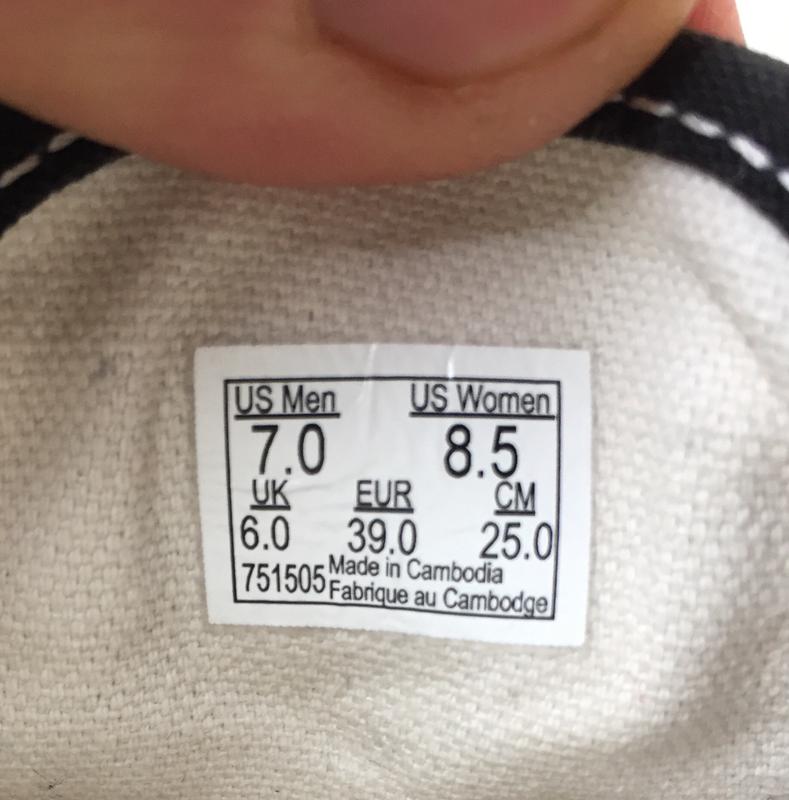 US Men US Women
7.0 8.5
UK EUR CM
6.0 39.0 25.0
751505 Made in Cambodia
Fabrique au Cambodge